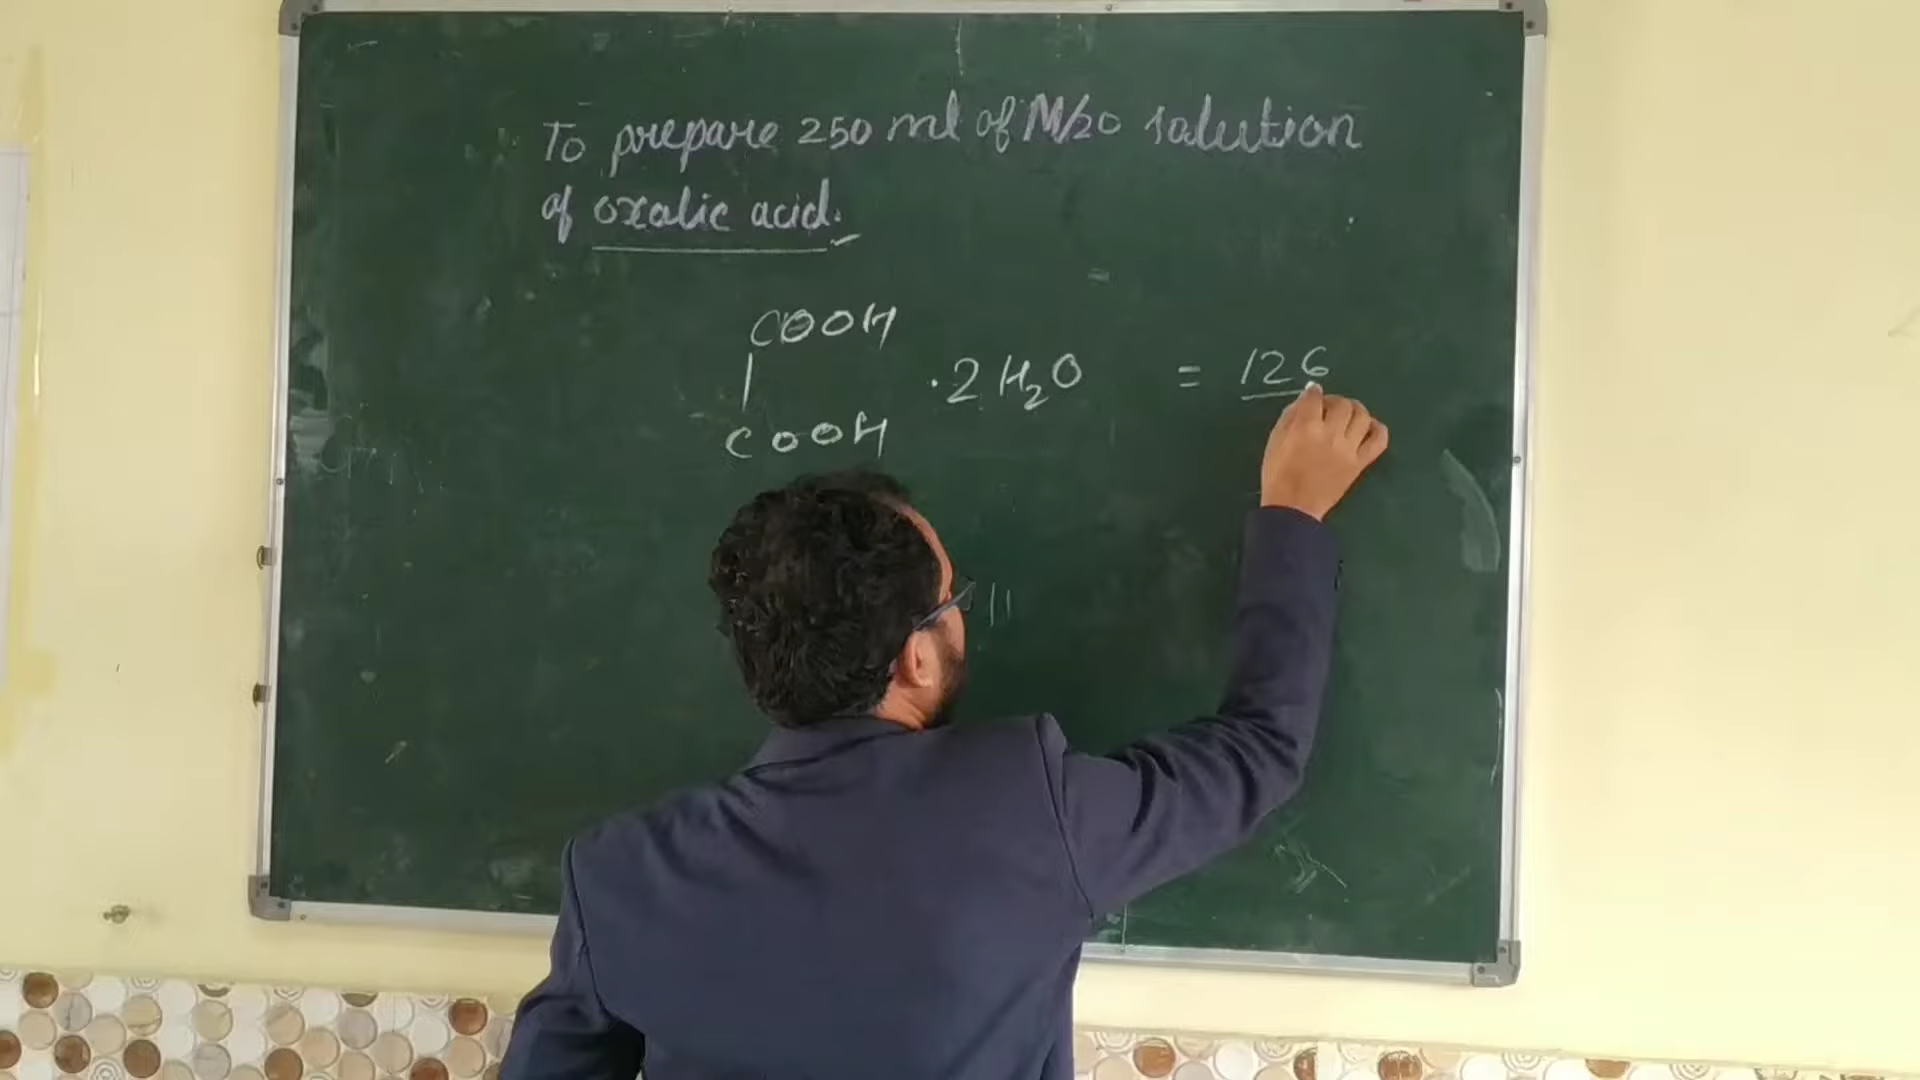 To prepare 250 ml of M/20 solution
of oxalic acid.
COOH
|
COOH
.2H₂O = 126